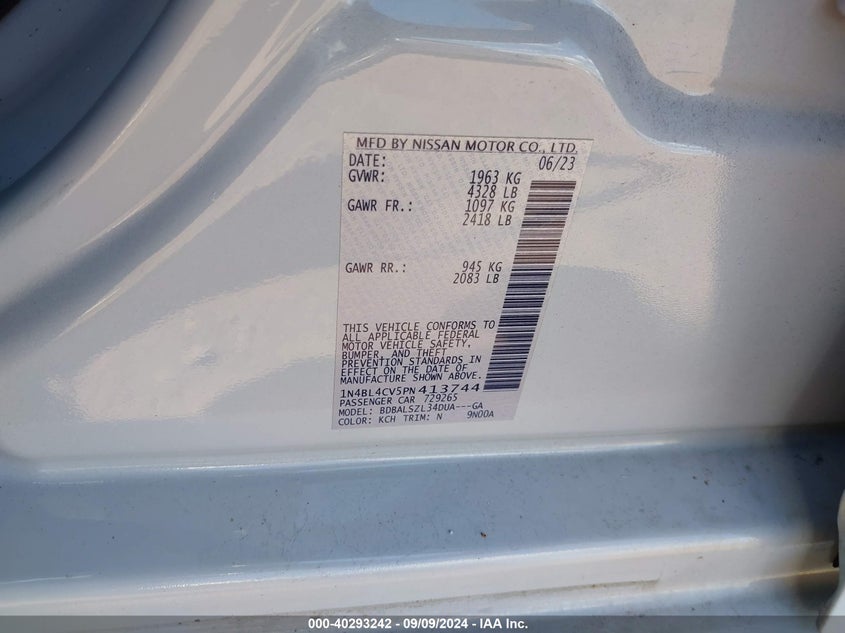 MFD BY NISSAN MOTOR CO., LTD.
DATE: 06/23
GVWR: 1963 KG
4328 LB
GAWR FR.: 1097 KG
2418 LB
GAWR RR.: 945 KG
2083 LB
THIS VEHICLE CONFORMS TO
ALL APPLICABLE FEDERAL
MOTOR VEHICLE SAFETY,
BUMPER, AND THEFT
PREVENTION STANDARDS IN
EFFECT ON THE DATE OF
MANUFACTURE SHOWN ABOVE.
1N4BL4CV5PN413744
PASSENGER CAR 729265
MODEL: BDBALSZL34DUA---GA
COLOR: KCH TRIM: N 9N00A
000-40293242 - 09/09/2024 - IAA Inc.